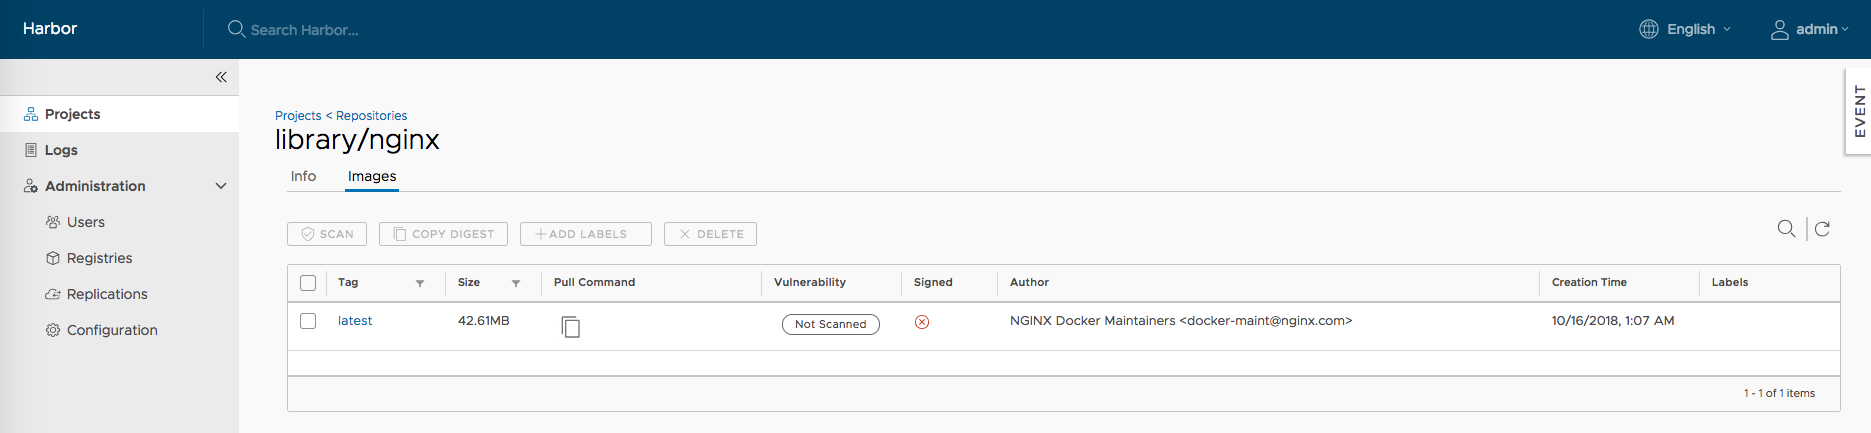 Harbor
Search Harbor...
English
admin
Projects
Logs
Administration
Users
Registries
Replications
Configuration
EVENT
Projects < Repositories
library/nginx
Info Images
SCAN COPY DIGEST +ADD LABELS × DELETE
Tag Size Pull Command Vulnerability Signed Author Creation Time Labels
latest 42.61MB Not Scanned NGINX Docker Maintainers <docker-maint@nginx.com> 10/16/2018, 1:07 AM
1 - 1 of 1 items